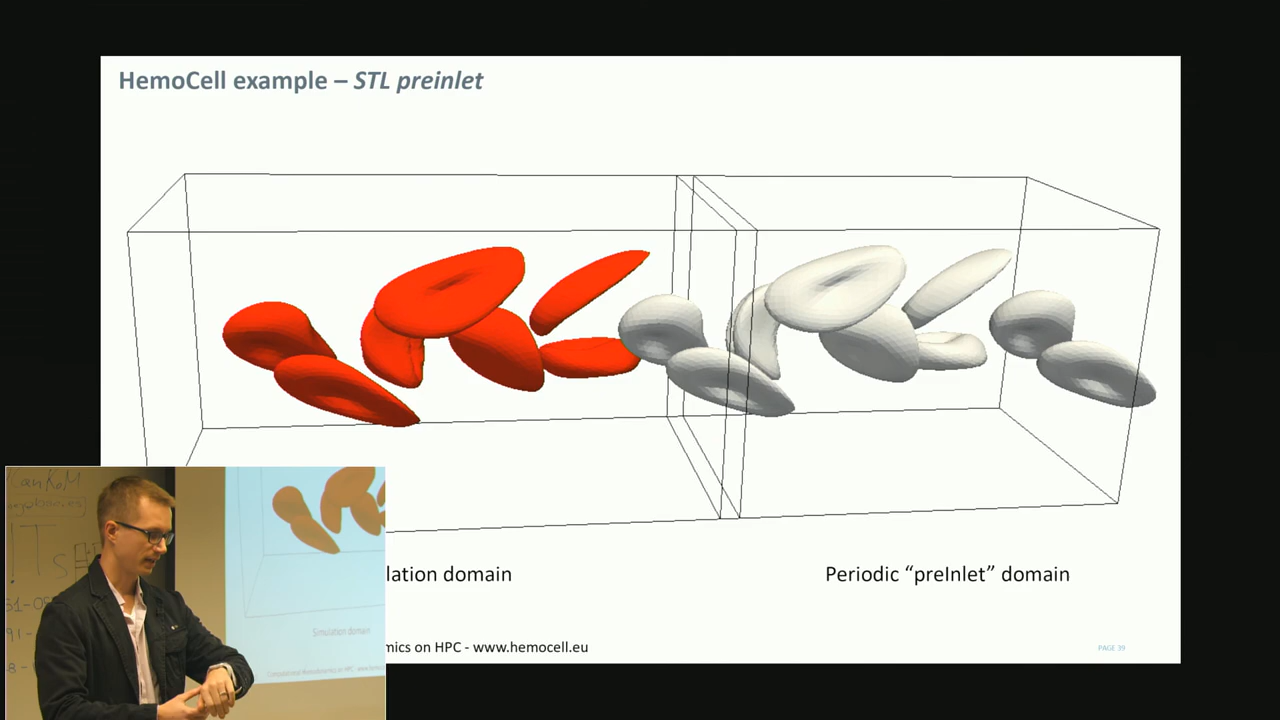 HemoCell example – STL preinlet
lation domain
Periodic “preInlet” domain
mics on HPC - www.hemocell.eu
PAGE 39
Simulation domain